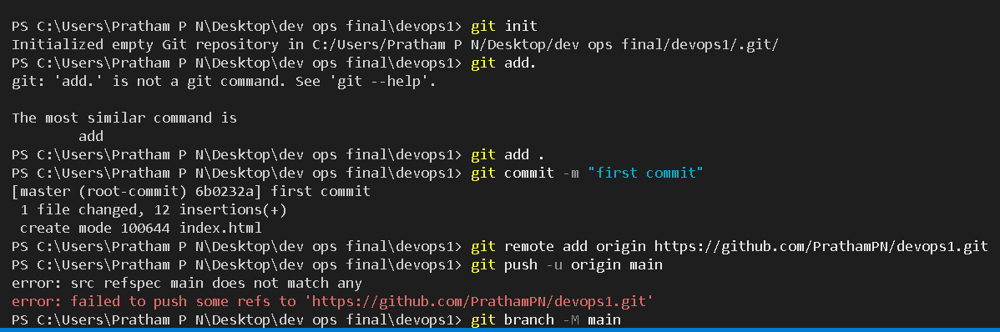 PS C:\Users\Pratham P N\Desktop\dev ops final\devops1> git init
Initialized empty Git repository in C:/Users/Pratham P N/Desktop/dev ops final/devops1/.git/
PS C:\Users\Pratham P N\Desktop\dev ops final\devops1> git add.
git: 'add.' is not a git command. See 'git --help'.

The most similar command is
        add
PS C:\Users\Pratham P N\Desktop\dev ops final\devops1> git add .
PS C:\Users\Pratham P N\Desktop\dev ops final\devops1> git commit -m "first commit"
[master (root-commit) 6b0232a] first commit
 1 file changed, 12 insertions(+)
 create mode 100644 index.html
PS C:\Users\Pratham P N\Desktop\dev ops final\devops1> git remote add origin https://github.com/PrathamPN/devops1.git
PS C:\Users\Pratham P N\Desktop\dev ops final\devops1> git push -u origin main
error: src refspec main does not match any
error: failed to push some refs to 'https://github.com/PrathamPN/devops1.git'
PS C:\Users\Pratham P N\Desktop\dev ops final\devops1> git branch -M main